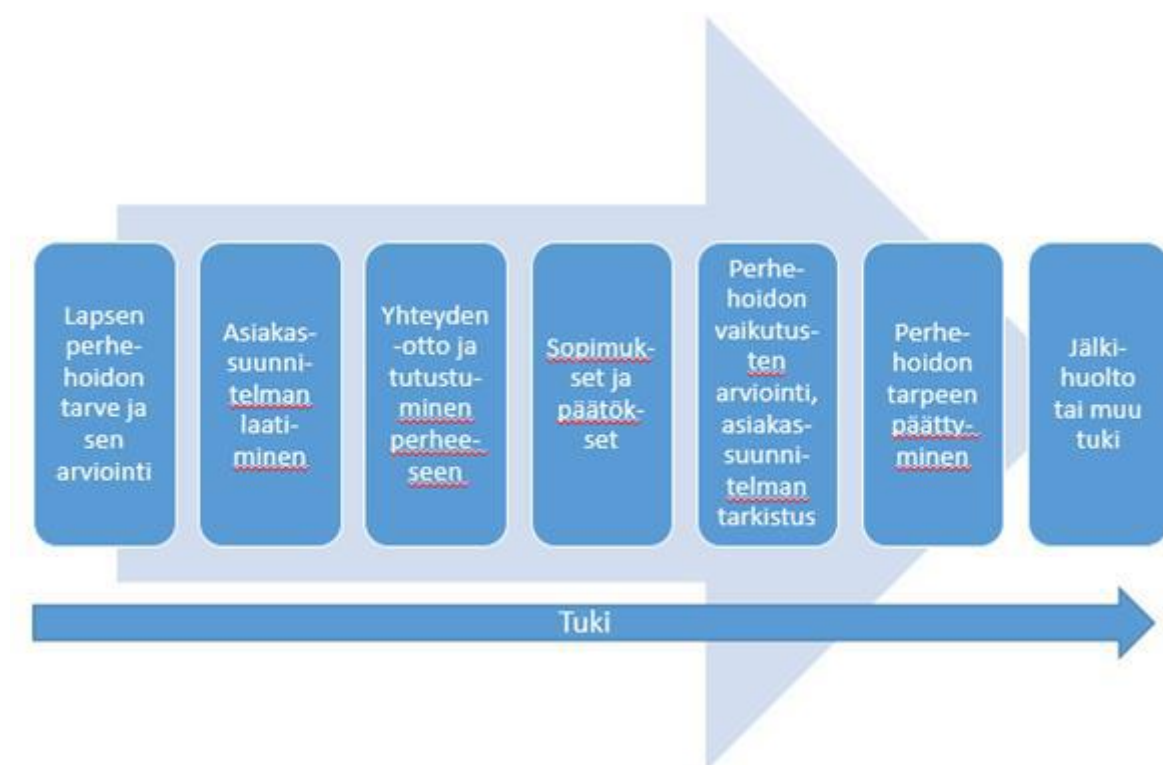 Lapsen
perhe-
hoidon
tarve ja
sen
arviointi
Asiakas-
suunni-
telman
laati-
minen
Yhteyden
-otto ja
tutustu-
minen
perhee-
seen
Sopimuk-
set ja
päätök-
set
Perhe-
hoidon
vaikutus-
ten
arviointi,
asiakas-
suunni-
telman
tarkistus
Perhe-
hoidon
tarpeen
päätty-
minen
Jälki-
huolto
tai muu
tuki
Tuki